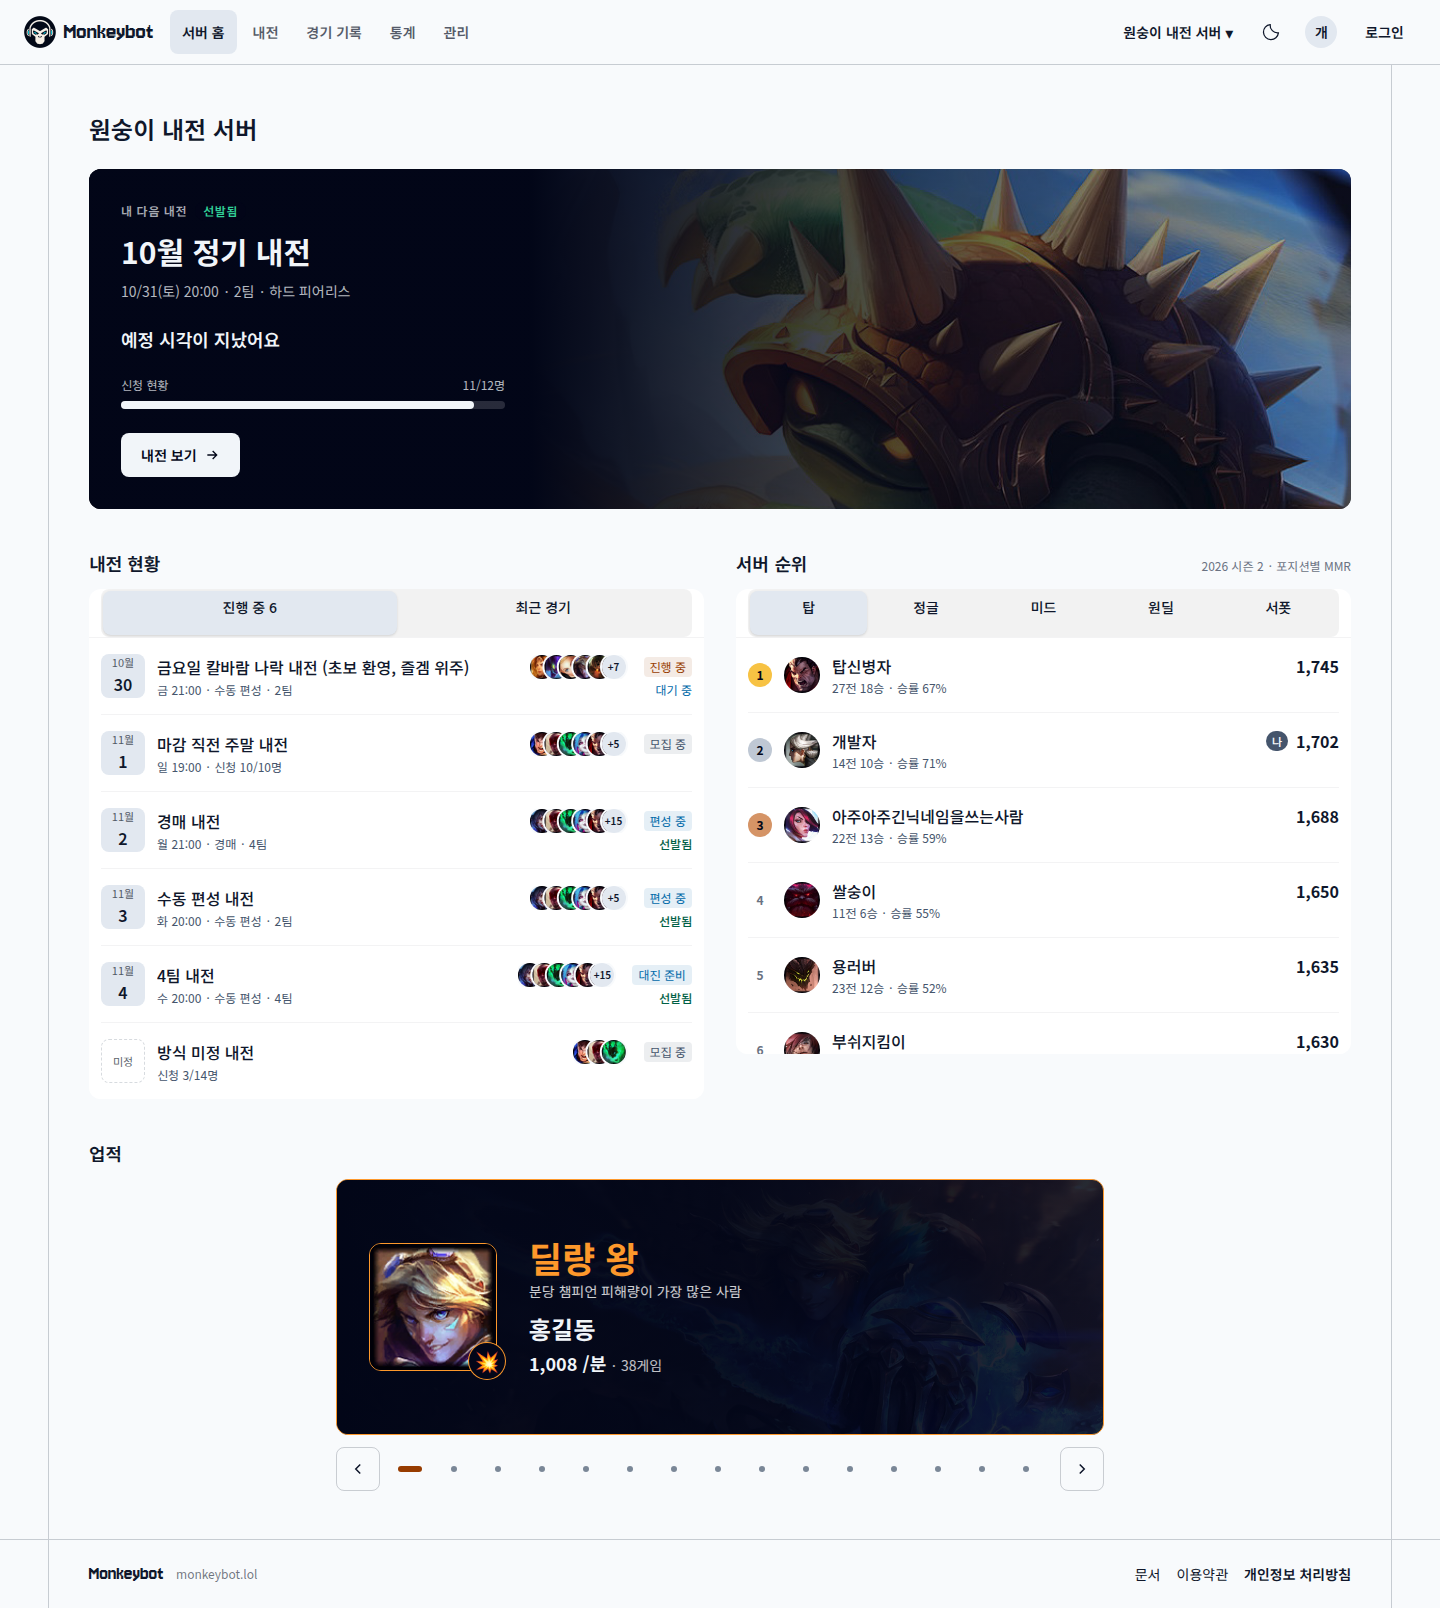 Monkeybot
서버 홈
내전
경기 기록
통계
관리
원숭이 내전 서버 ▾
개
로그인
원숭이 내전 서버
내 다음 내전 선발됨
10월 정기 내전
10/31(토) 20:00 · 2팀 · 하드 피어리스
예정 시각이 지났어요
신청 현황 11/12명
내전 보기 →
내전 현황
진행 중 6
최근 경기
10월
30
금요일 칼바람 나락 내전 (초보 환영, 즐겜 위주)
금 21:00 · 수동 편성 · 2팀
+7
진행 중
대기 중
11월
1
마감 직전 주말 내전
일 19:00 · 신청 10/10명
+5
모집 중
11월
2
경매 내전
월 21:00 · 경매 · 4팀
+15
편성 중
선발됨
11월
3
수동 편성 내전
화 20:00 · 수동 편성 · 2팀
+5
편성 중
선발됨
11월
4
4팀 내전
수 20:00 · 수동 편성 · 4팀
+15
대진 준비
선발됨
미정
방식 미정 내전
신청 3/14명
모집 중
서버 순위
2026 시즌 2 · 포지션별 MMR
탑
정글
미드
원딜
서폿
1
탑신병자
27전 18승 · 승률 67%
1,745
2
개발자
14전 10승 · 승률 71%
나
1,702
3
아주아주긴닉네임을쓰는사람
22전 13승 · 승률 59%
1,688
4
쌀숭이
11전 6승 · 승률 55%
1,650
5
용러버
23전 12승 · 승률 52%
1,635
6
부쉬지킴이
1,630
업적
딜량 왕
분당 챔피언 피해량이 가장 많은 사람
홍길동
1,008 /분 · 38게임
Monkeybot
monkeybot.lol
문서
이용약관
개인정보 처리방침